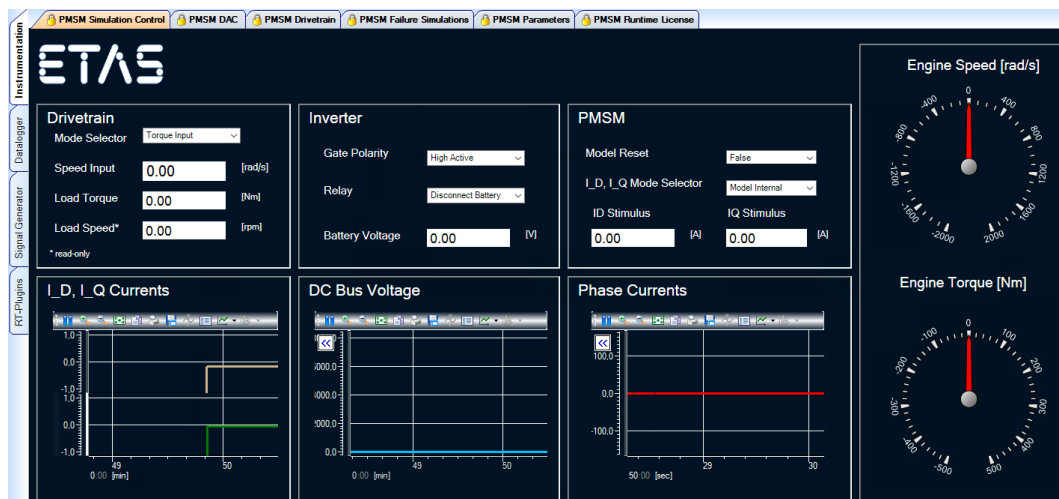 PMSM Simulation Control PMSM DAC PMSM Drivetrain PMSM Failure Simulations PMSM Parameters PMSM Runtime License
Instrumentation
Datalogger
Signal Generator
RT-Plugins
ETAS
Drivetrain
Mode Selector Torque Input
Speed Input 0.00 [rad/s]
Load Torque 0.00 [Nm]
Load Speed* 0.00 [rpm]
* read-only
Inverter
Gate Polarity High Active
Relay Disconnect Battery
Battery Voltage 0.00 [V]
PMSM
Model Reset False
I_D, I_Q Mode Selector Model Internal
ID Stimulus IQ Stimulus
0.00 [A] 0.00 [A]
Engine Speed [rad/s]
-2000 -1600 -1200 -800 -400 0 400 800 1200 1600 2000
I_D, I_Q Currents
1.0
0.0
-1.0
1.0
0.0
-1.0
49 50
0:00 [min]
DC Bus Voltage
4000.0
2000.0
0.0
49 50
0:00 [min]
Phase Currents
100.0
0.0
-100.0
29 30
50:00 [sec]
Engine Torque [Nm]
-500 -400 -300 -200 -100 0 100 200 300 400 500